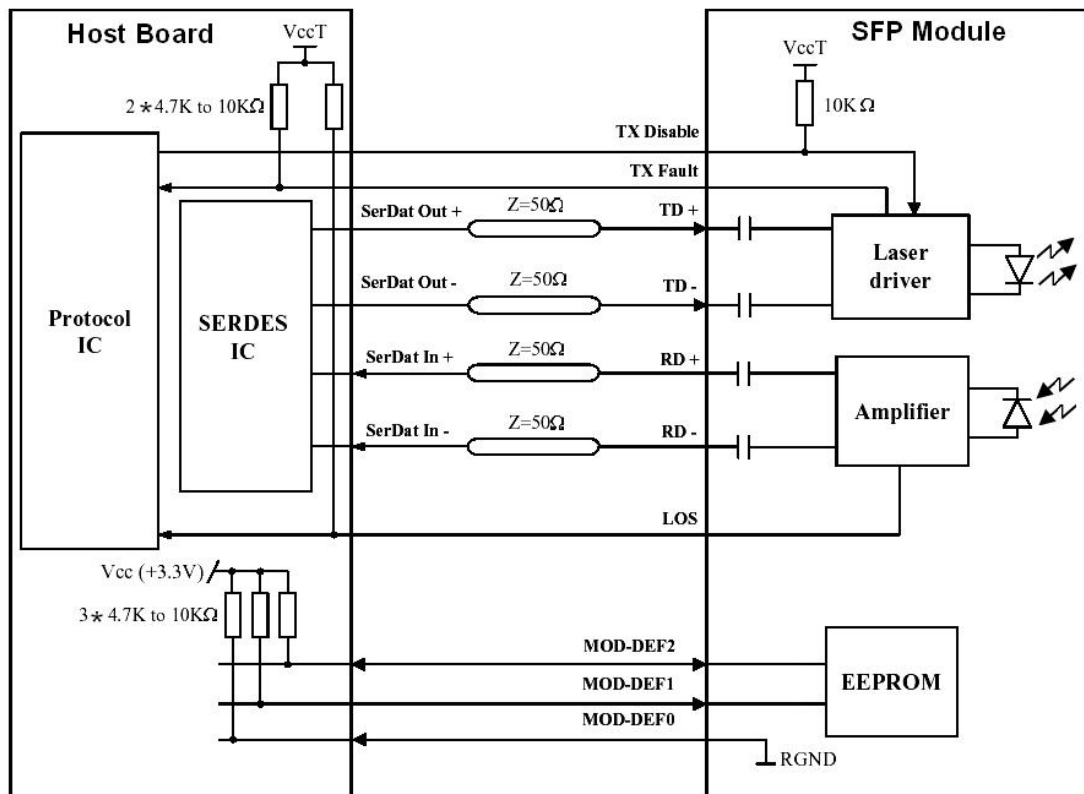 Host Board
SFP Module
VccT
VccT
2 * 4.7K to 10KΩ
10K Ω
TX Disable
TX Fault
SerDat Out +
Z=50Ω
TD +
SerDat Out -
Z=50Ω
TD -
Laser
driver
Protocol
IC
SERDES
IC
SerDat In +
Z=50Ω
RD +
SerDat In -
Z=50Ω
RD -
Amplifier
LOS
Vcc (+3.3V)
3 * 4.7K to 10KΩ
MOD-DEF2
MOD-DEF1
MOD-DEF0
EEPROM
RGND